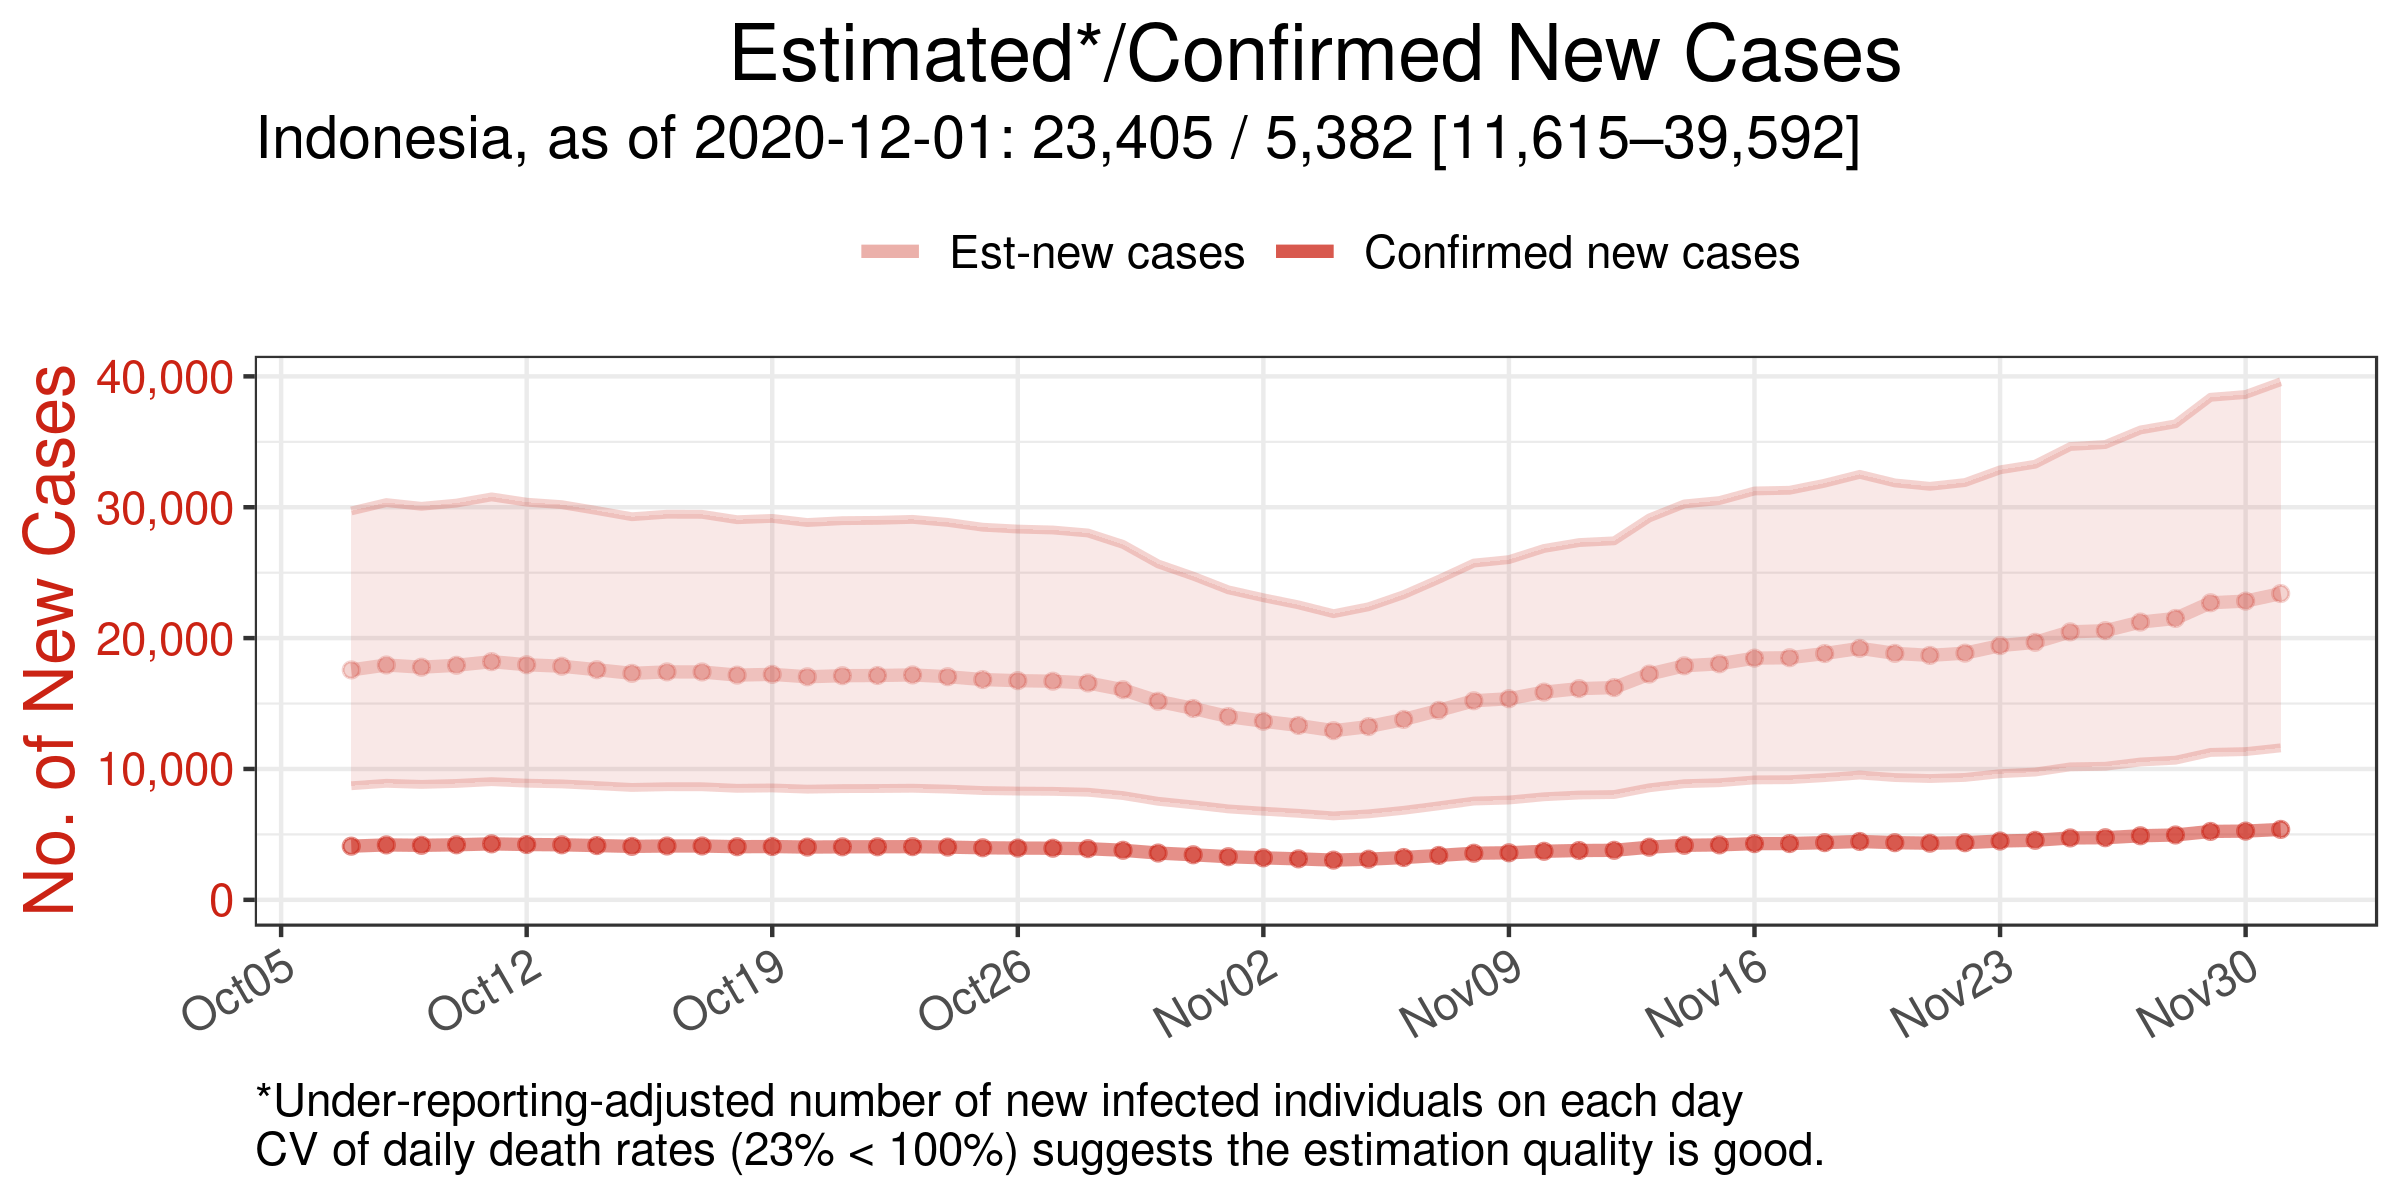 Estimated*/Confirmed New Cases
Indonesia, as of 2020-12-01: 23,405 / 5,382 [11,615–39,592]
Est-new cases
Confirmed new cases
No. of New Cases
40,000
30,000
20,000
10,000
0
Oct05
Oct12
Oct19
Oct26
Nov02
Nov09
Nov16
Nov23
Nov30
*Under-reporting-adjusted number of new infected individuals on each day
CV of daily death rates (23% < 100%) suggests the estimation quality is good.